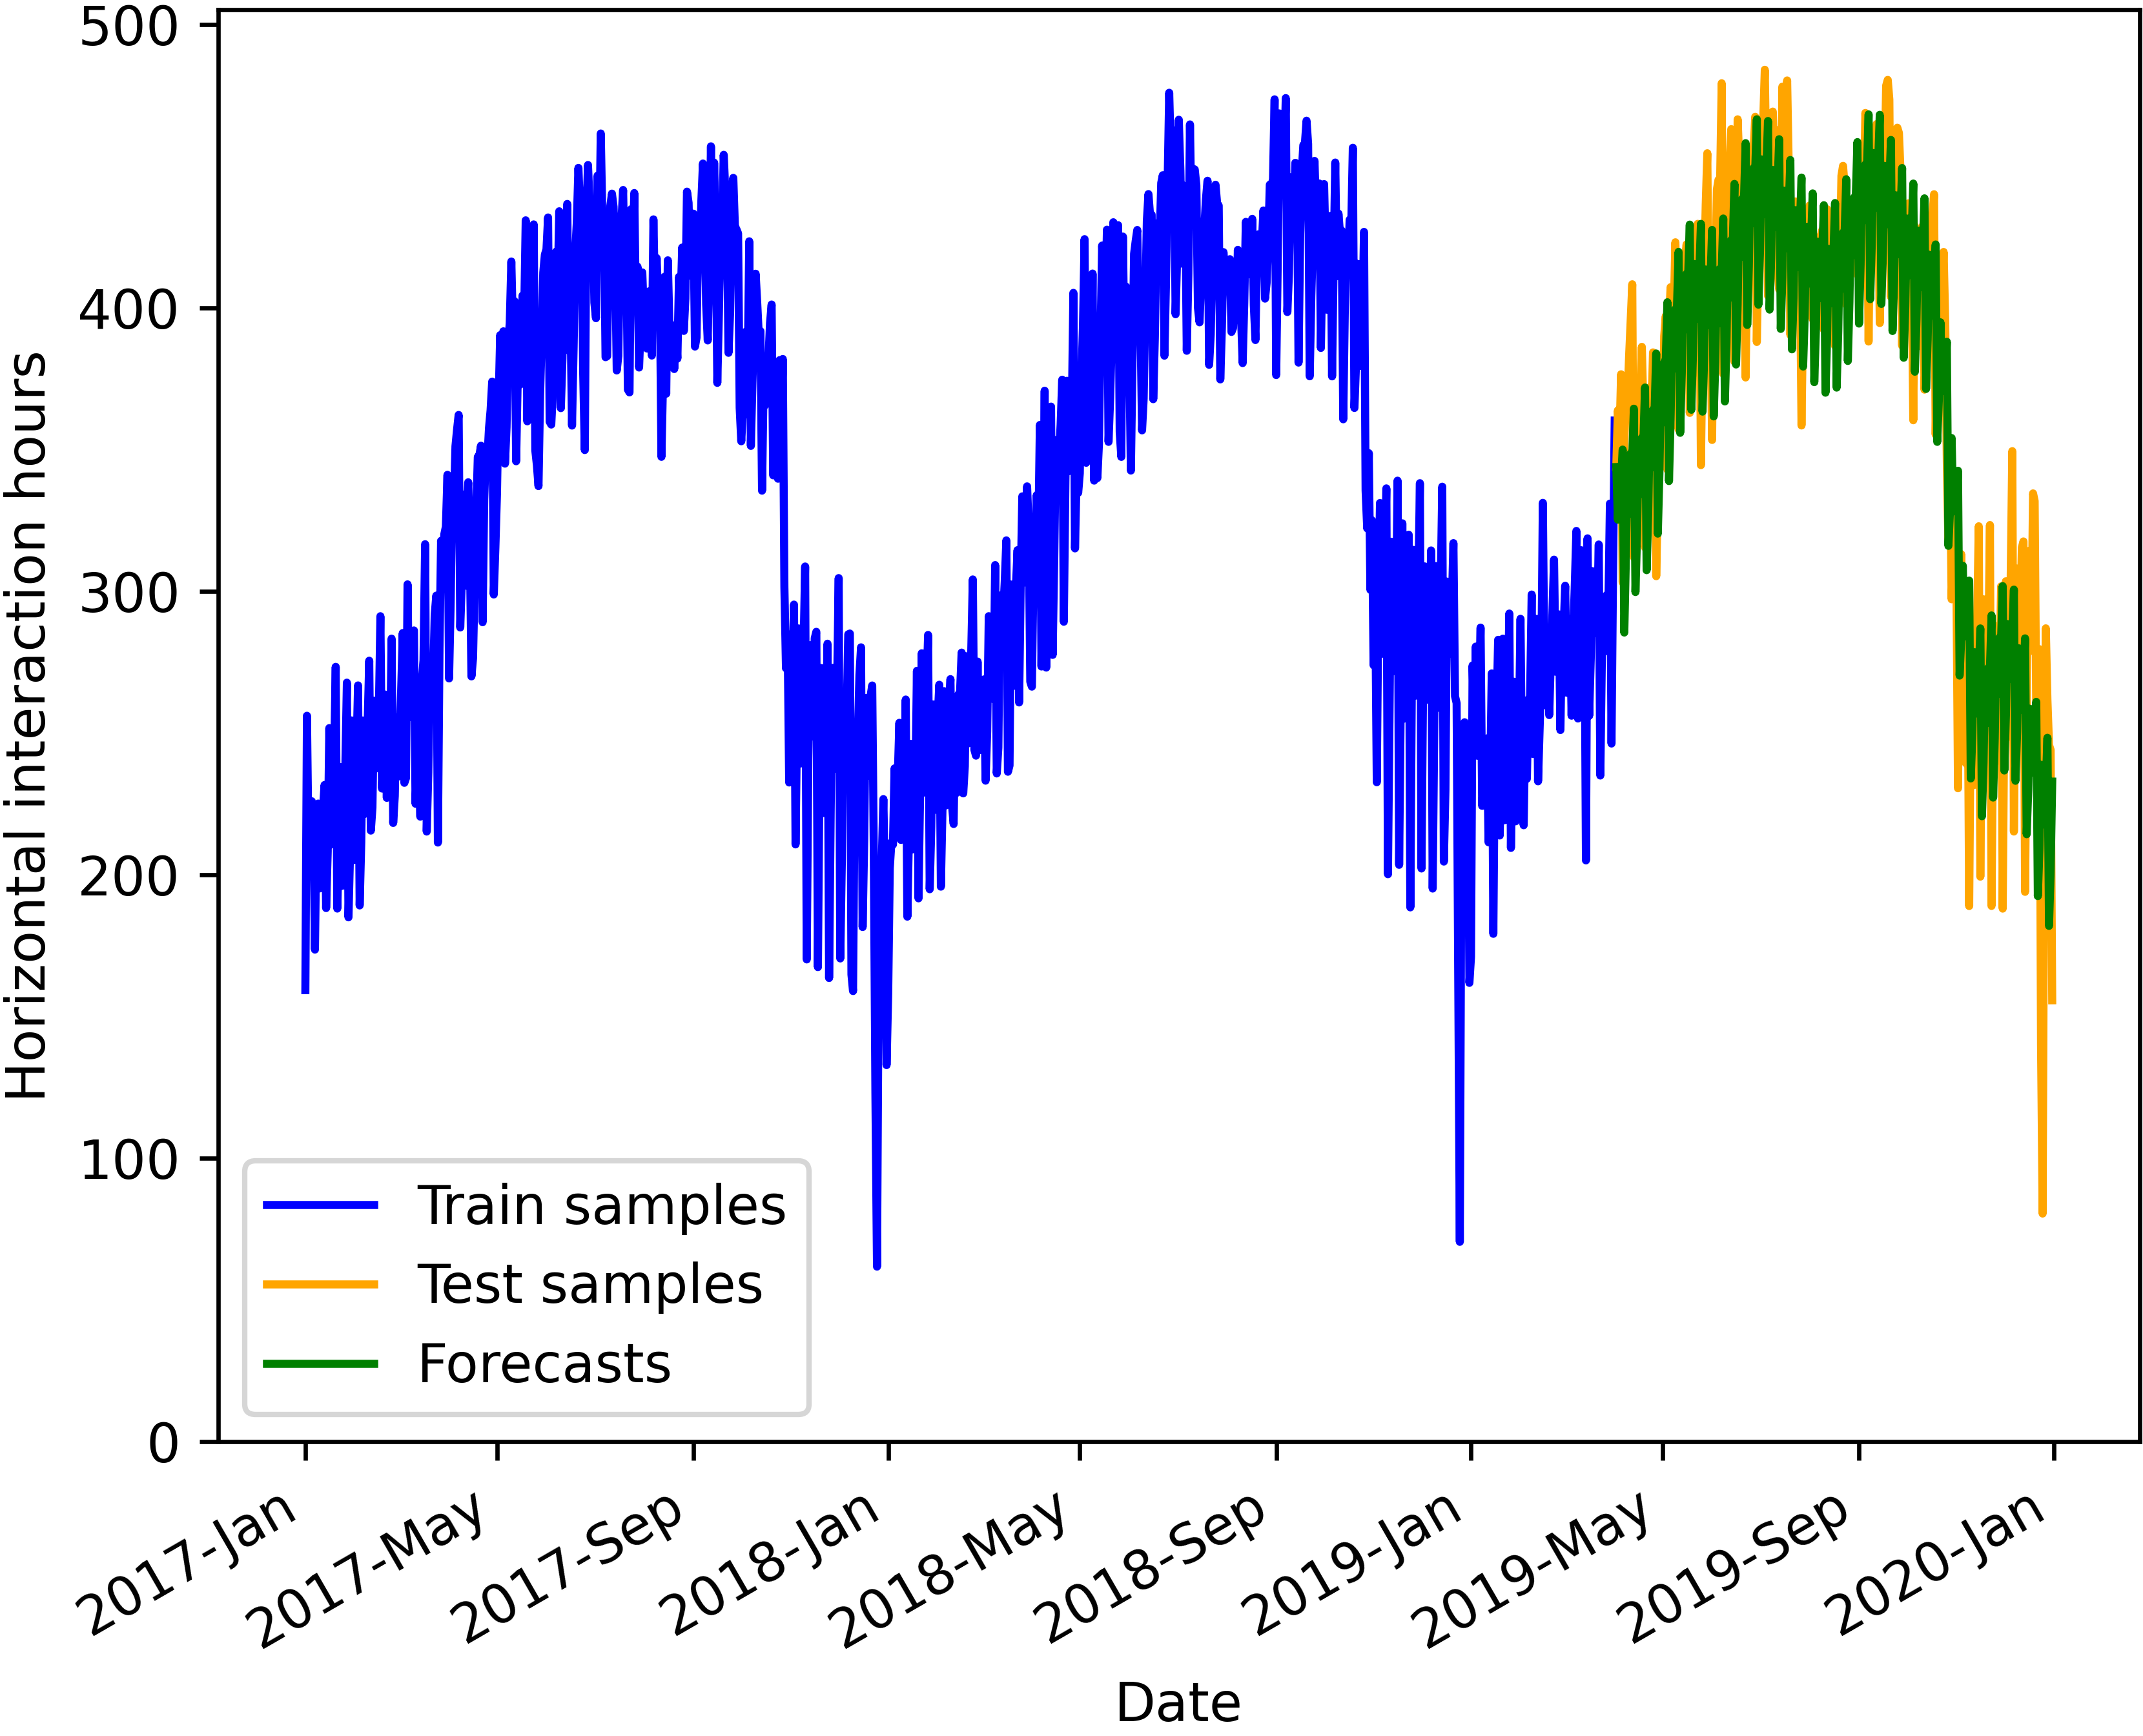 500
400
300
200
100
0
Horizontal interaction hours
Train samples
Test samples
Forecasts
2017-Jan
2017-May
2017-Sep
2018-Jan
2018-May
2018-Sep
2019-Jan
2019-May
2019-Sep
2020-Jan
Date